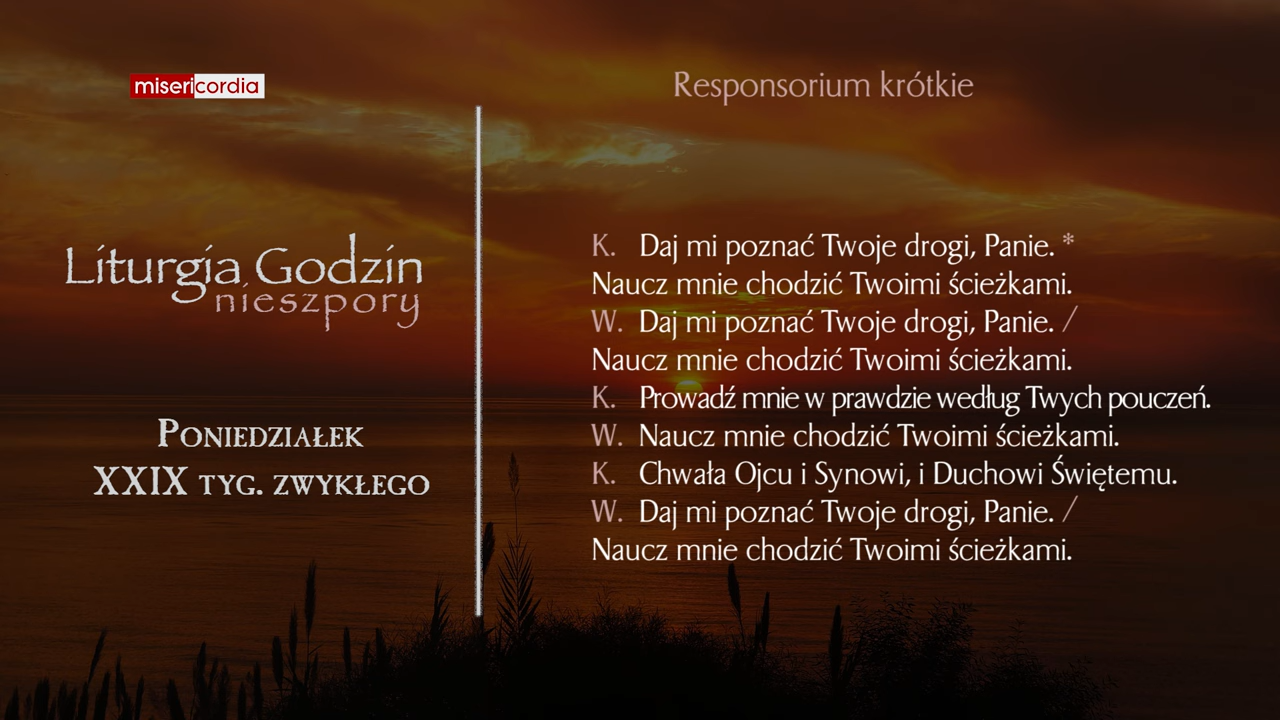 misericordia
Responsorium krótkie
Liturgia Godzin
nieszpory
Poniedziałek
XXIX tyg. zwykłego
K. Daj mi poznać Twoje drogi, Panie. *
Naucz mnie chodzić Twoimi ścieżkami.
W. Daj mi poznać Twoje drogi, Panie. /
Naucz mnie chodzić Twoimi ścieżkami.
K. Prowadź mnie w prawdzie według Twych pouczeń.
W. Naucz mnie chodzić Twoimi ścieżkami.
K. Chwała Ojcu i Synowi, i Duchowi Świętemu.
W. Daj mi poznać Twoje drogi, Panie. /
Naucz mnie chodzić Twoimi ścieżkami.